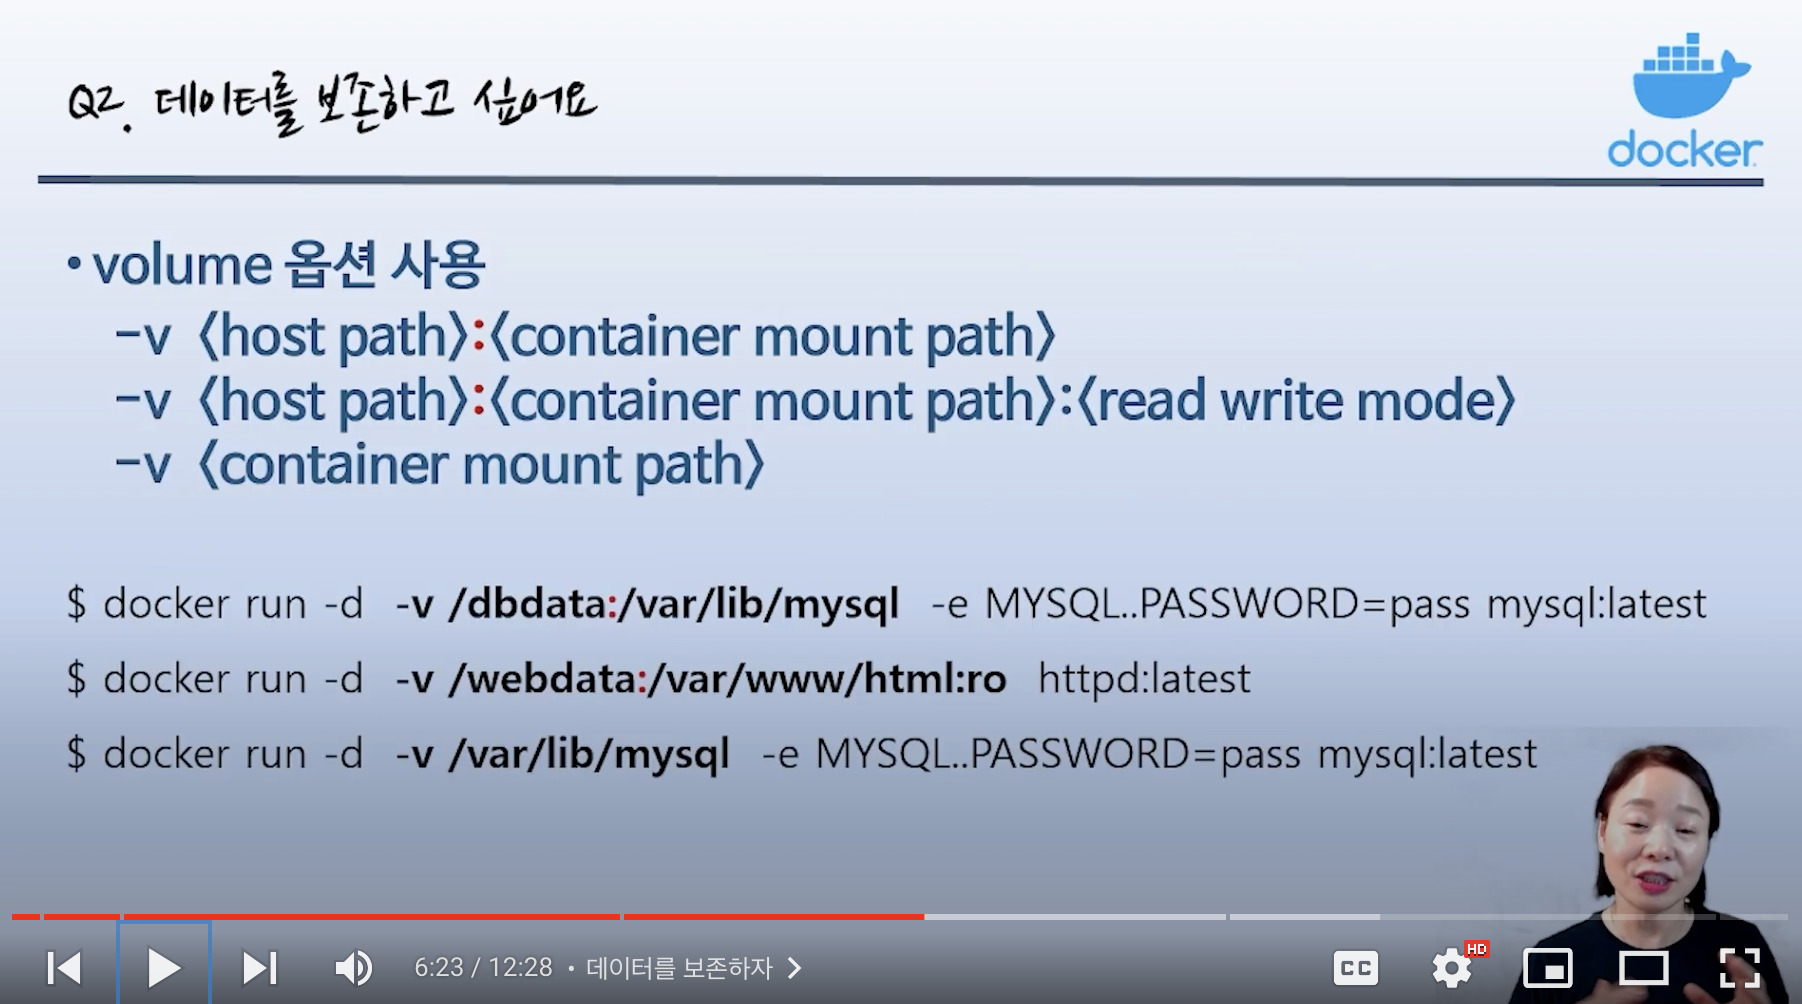 Q2. 데이터를 보존하고 싶어요
docker
• volume 옵션 사용
-v 〈host path〉:〈container mount path〉
-v 〈host path〉:〈container mount path〉:〈read write mode〉
-v 〈container mount path〉
$ docker run -d -v /dbdata:/var/lib/mysql -e MYSQL..PASSWORD=pass mysql:latest
$ docker run -d -v /webdata:/var/www/html:ro httpd:latest
$ docker run -d -v /var/lib/mysql -e MYSQL..PASSWORD=pass mysql:latest
6:23 / 12:28 • 데이터를 보존하자
CC
HD